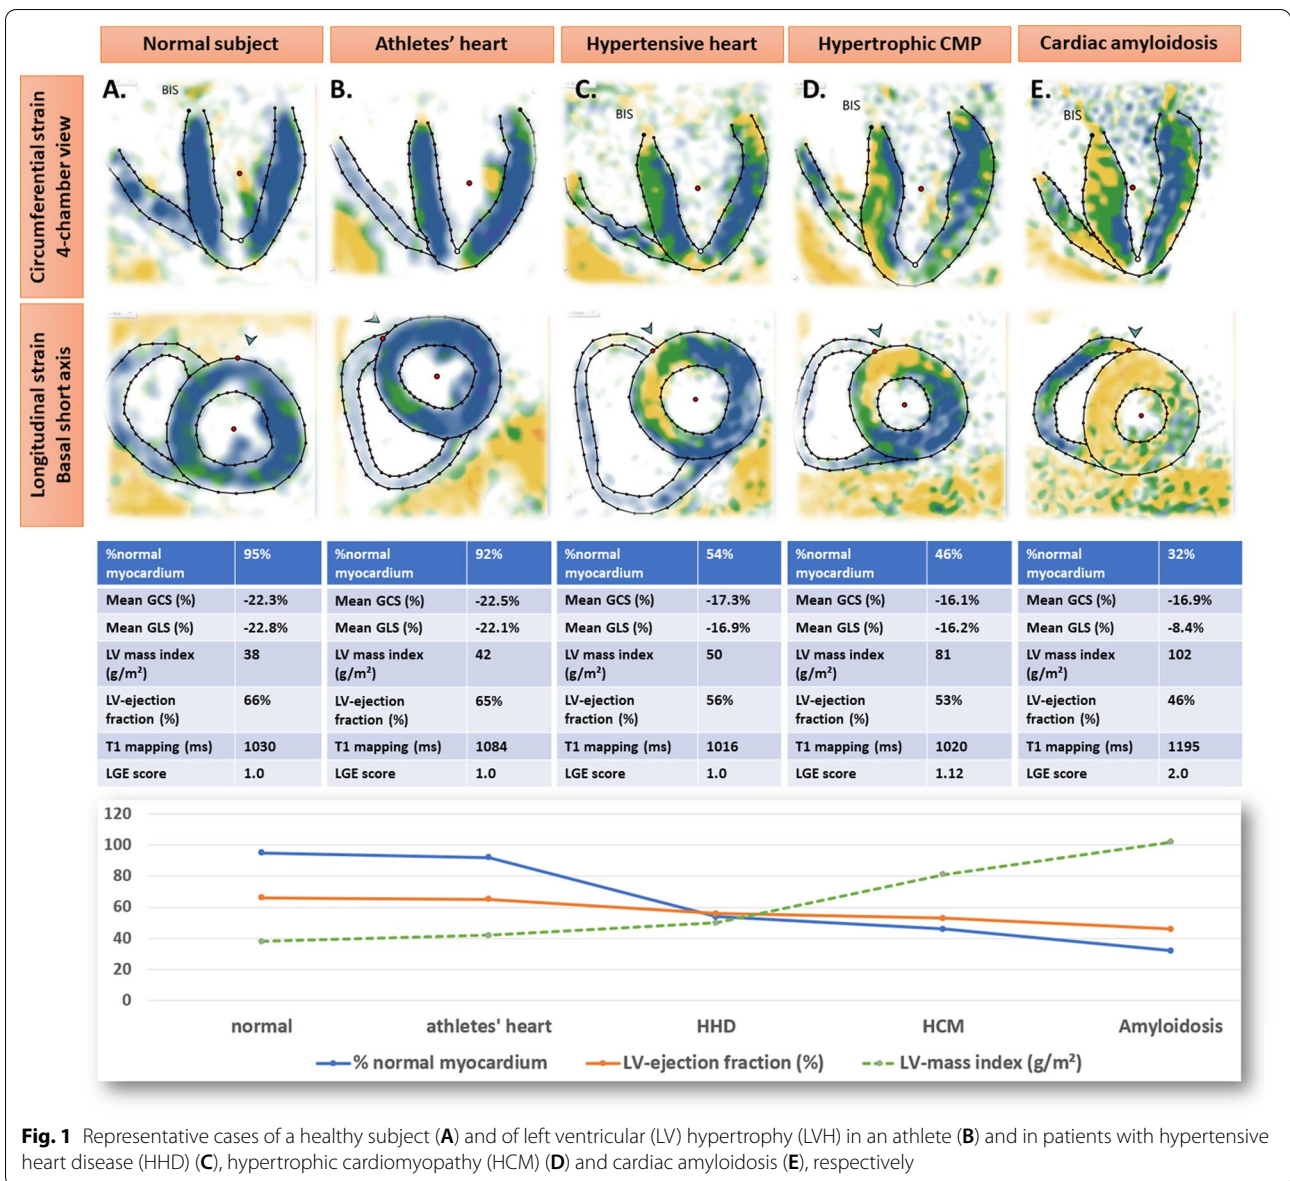 Normal subject
Athletes' heart
Hypertensive heart
Hypertrophic CMP
Cardiac amyloidosis
Circumferential strain
4-chamber view
A.
BIS
B.
C.
BIS
D.
BIS
E.
BIS
Longitudinal strain
Basal short axis
%normal myocardium 95%
Mean GCS (%) -22.3%
Mean GLS (%) -22.8%
LV mass index (g/m²) 38
LV-ejection fraction (%) 66%
T1 mapping (ms) 1030
LGE score 1.0
%normal myocardium 92%
Mean GCS (%) -22.5%
Mean GLS (%) -22.1%
LV mass index (g/m²) 42
LV-ejection fraction (%) 65%
T1 mapping (ms) 1084
LGE score 1.0
%normal myocardium 54%
Mean GCS (%) -17.3%
Mean GLS (%) -16.9%
LV mass index (g/m²) 50
LV-ejection fraction (%) 56%
T1 mapping (ms) 1016
LGE score 1.0
%normal myocardium 46%
Mean GCS (%) -16.1%
Mean GLS (%) -16.2%
LV mass index (g/m²) 81
LV-ejection fraction (%) 53%
T1 mapping (ms) 1020
LGE score 1.12
%normal myocardium 32%
Mean GCS (%) -16.9%
Mean GLS (%) -8.4%
LV mass index (g/m²) 102
LV-ejection fraction (%) 46%
T1 mapping (ms) 1195
LGE score 2.0
120
100
80
60
40
20
0
normal
athletes' heart
HHD
HCM
Amyloidosis
% normal myocardium
LV-ejection fraction (%)
LV-mass index (g/m²)
Fig. 1 Representative cases of a healthy subject (A) and of left ventricular (LV) hypertrophy (LVH) in an athlete (B) and in patients with hypertensive
heart disease (HHD) (C), hypertrophic cardiomyopathy (HCM) (D) and cardiac amyloidosis (E), respectively